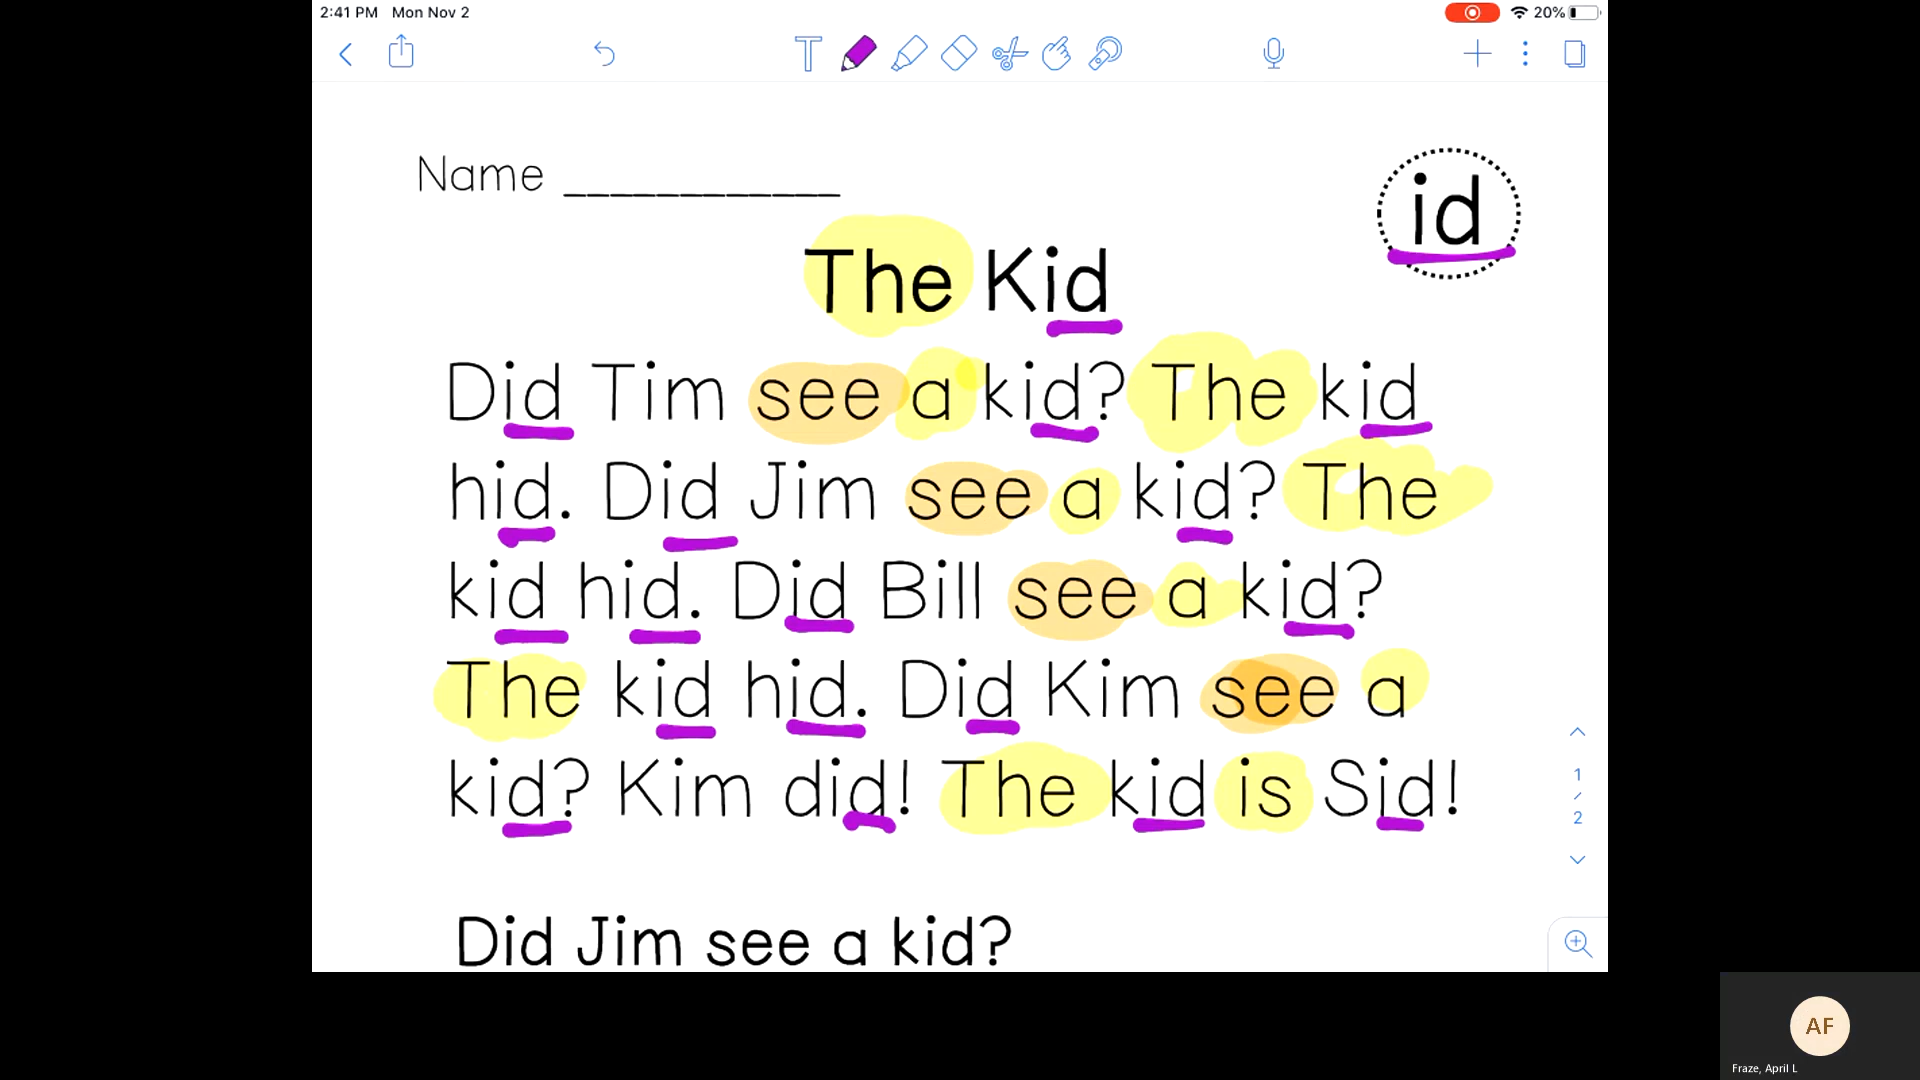 2:41 PM Mon Nov 2
20%
T
Name ____________
id
The Kid
Did Tim see a kid? The kid
hid. Did Jim see a kid? The
kid hid. Did Bill see a kid?
The kid hid. Did Kim see a
kid? Kim did! The kid is Sid!
1
/
2
Did Jim see a kid?
AF
Fraze, April L